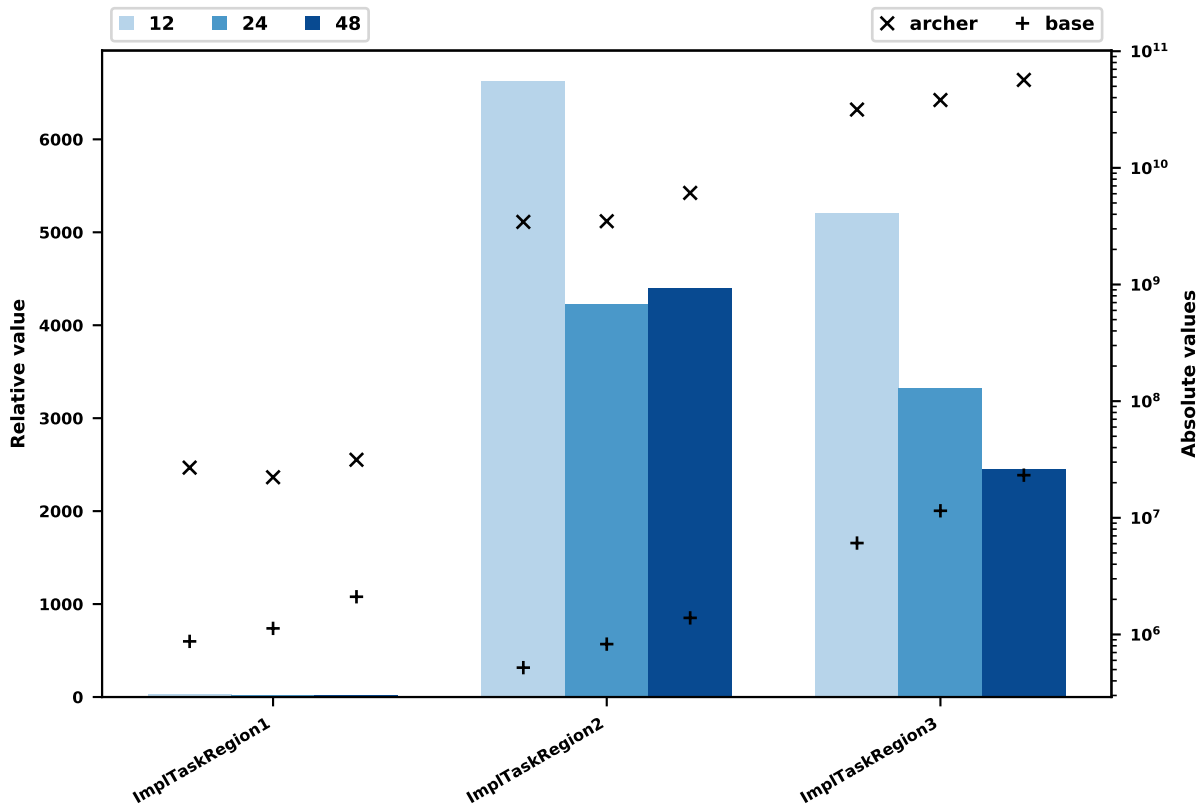 12 24 48
archer base
Relative value
6000
5000
4000
3000
2000
1000
0
10¹¹
10¹⁰
10⁹
10⁸
10⁷
10⁶
Absolute values
ImplTaskRegion1
ImplTaskRegion2
ImplTaskRegion3